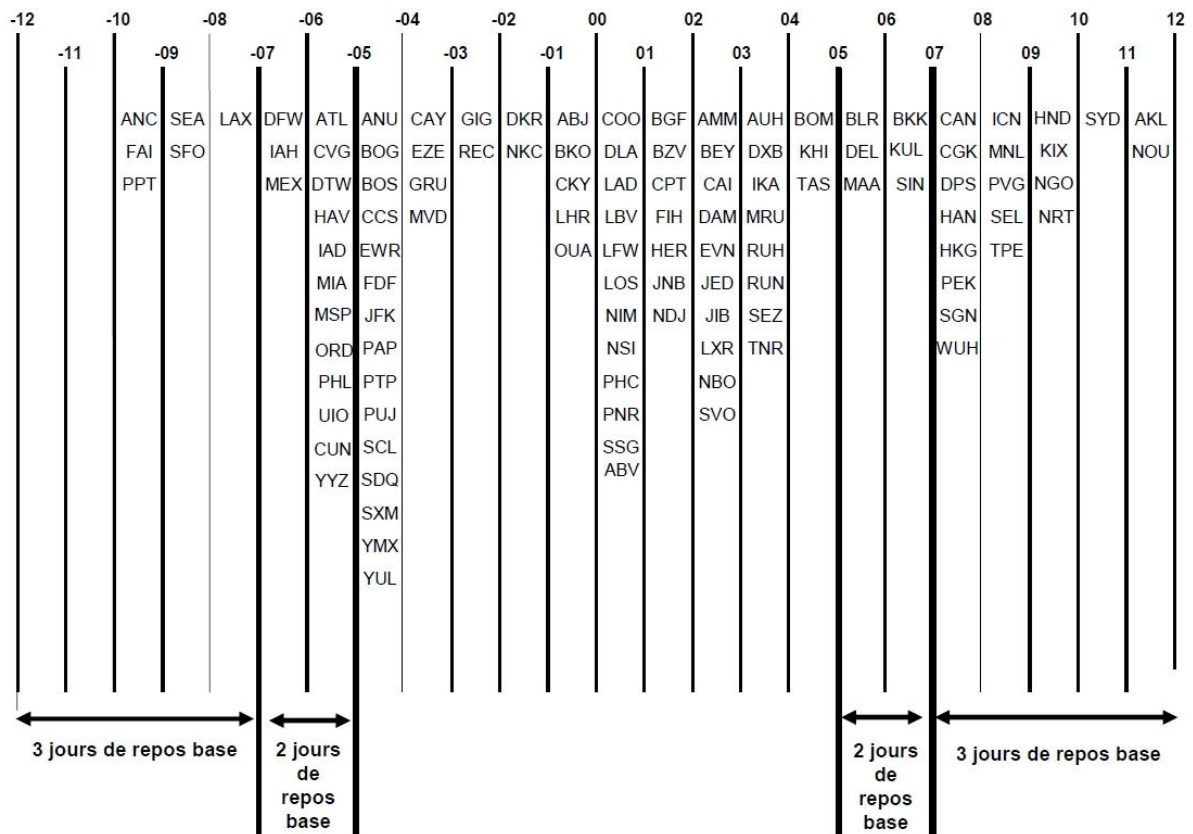 -12 -10 -08 -06 -04 -02 00 02 04 06 08 10 12
-11 -09 -07 -05 -03 -01 01 03 05 07 09 11
ANC SEA LAX DFW ATL ANU CAY GIG DKR ABJ COO BGF AMM AUH BOM BLR BKK CAN ICN HND SYD AKL
FAI SFO IAH CVG BOG EZE REC NKC BKO DLA BZV BEY DXB KHI DEL KUL CGK MNL KIX NOU
PPT MEX DTW BOS GRU CKY LAD CPT CAI IKA TAS MAA SIN DPS PVG NGO
HAV CCS MVD LHR LBV FIH DAM MRU HAN SEL NRT
IAD EWR OUA LFW HER EVN RUH HKG TPE
MIA FDF LOS JNB JED RUN PEK
MSP JFK NIM NDJ JIB SEZ SGN
ORD PAP NSI LXR TNR WUH
PHL PTP PHC NBO
UIO PUJ PNR SVO
CUN SCL SSG
YYZ SDQ ABV
SXM
YMX
YUL
3 jours de repos base
2 jours
de
repos
base
2 jours
de
repos
base
3 jours de repos base